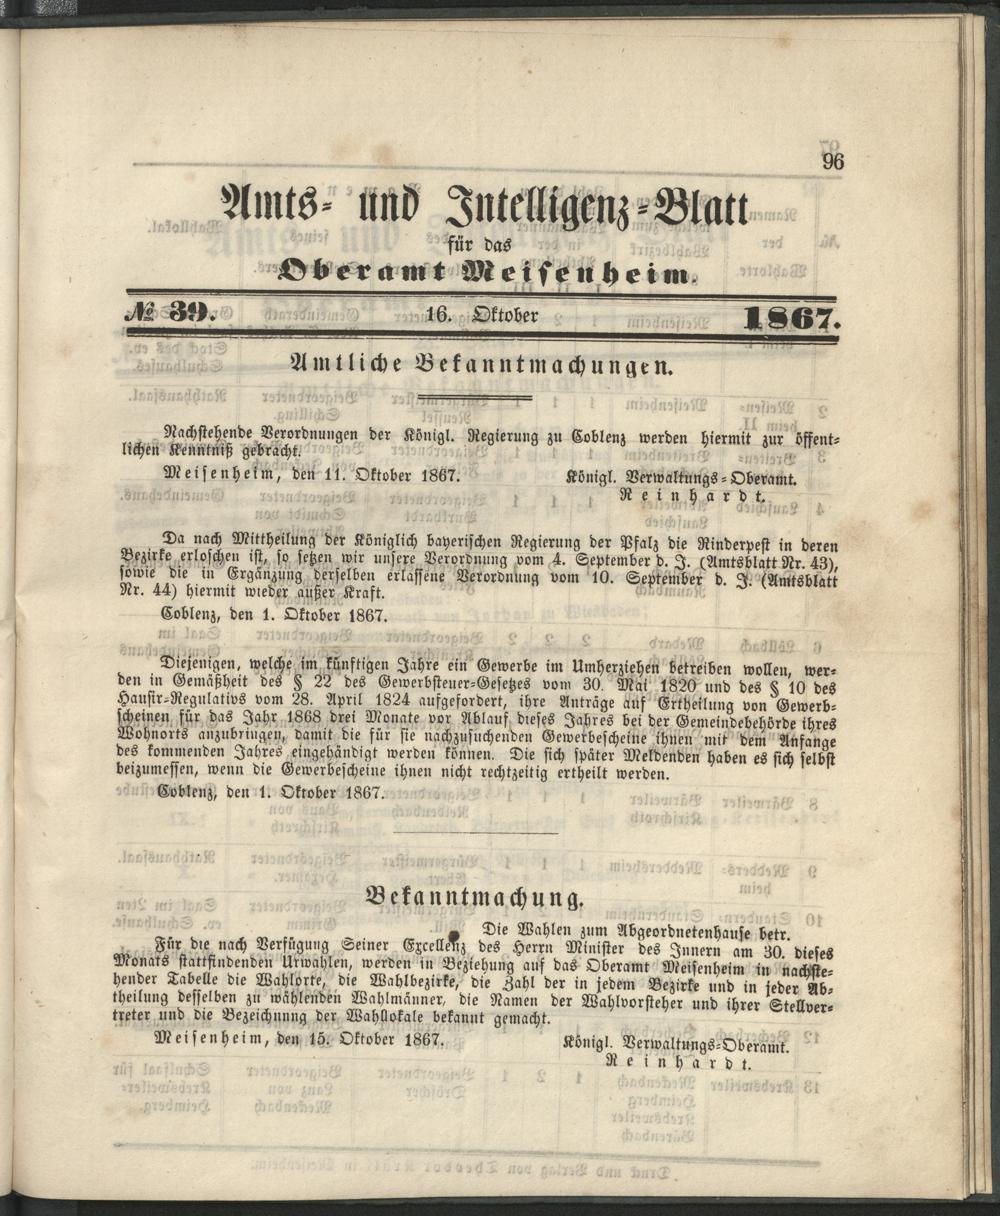 96
Amts- und Intelligenz-Blatt
für das
Oberamt Meisenheim.
№ 39. 16. Oktober 1867.
Amtliche Bekanntmachungen.
Nachstehende Verordnungen der Königl. Regierung zu Coblenz werden hiermit zur öffent-
lichen Kenntniß gebracht.
Meisenheim, den 11. Oktober 1867. Königl. Verwaltungs-Oberamt.
Reinhardt.
Da nach Mittheilung der Königlich bayerischen Regierung der Pfalz die Rinderpest in deren
Bezirke erloschen ist, so setzen wir unsere Verordnung vom 4. September d. J. (Amtsblatt Nr. 43),
sowie die in Ergänzung derselben erlassene Verordnung vom 10. September d. J. (Amtsblatt
Nr. 44) hiermit wieder außer Kraft.
Coblenz, den 1. Oktober 1867.
Diejenigen, welche im künftigen Jahre ein Gewerbe im Umherziehen betreiben wollen, wer-
den in Gemäßheit des § 22 des Gewerbsteuer-Gesetzes vom 30. Mai 1820 und des § 10 des
Hausir-Regulativs vom 28. April 1824 aufgefordert, ihre Anträge auf Ertheilung von Gewerb-
scheinen für das Jahr 1868 drei Monate vor Ablauf dieses Jahres bei der Gemeindebehörde ihres
Wohnorts anzubringen, damit die für sie nachzusuchenden Gewerbescheine ihnen mit dem Anfange
des kommenden Jahres eingehändigt werden können. Die sich später Meldenden haben es sich selbst
beizumessen, wenn die Gewerbescheine ihnen nicht rechtzeitig ertheilt werden.
Coblenz, den 1. Oktober 1867.
Bekanntmachung.
Die Wahlen zum Abgeordnetenhause betr.
Für die nach Verfügung Seiner Excellenz des Herrn Minister des Innern am 30. dieses
Monats stattfindenden Urwahlen, werden in Beziehung auf das Oberamt Meisenheim in nachste-
hender Tabelle die Wahlorte, die Wahlbezirke, die Zahl der in jedem Bezirke und in jeder Ab-
theilung desselben zu wählenden Wahlmänner, die Namen der Wahlvorsteher und ihrer Stellver-
treter und die Bezeichnung der Wahllokale bekannt gemacht.
Meisenheim, den 15. Oktober 1867. Königl. Verwaltungs-Oberamt.
Reinhardt.